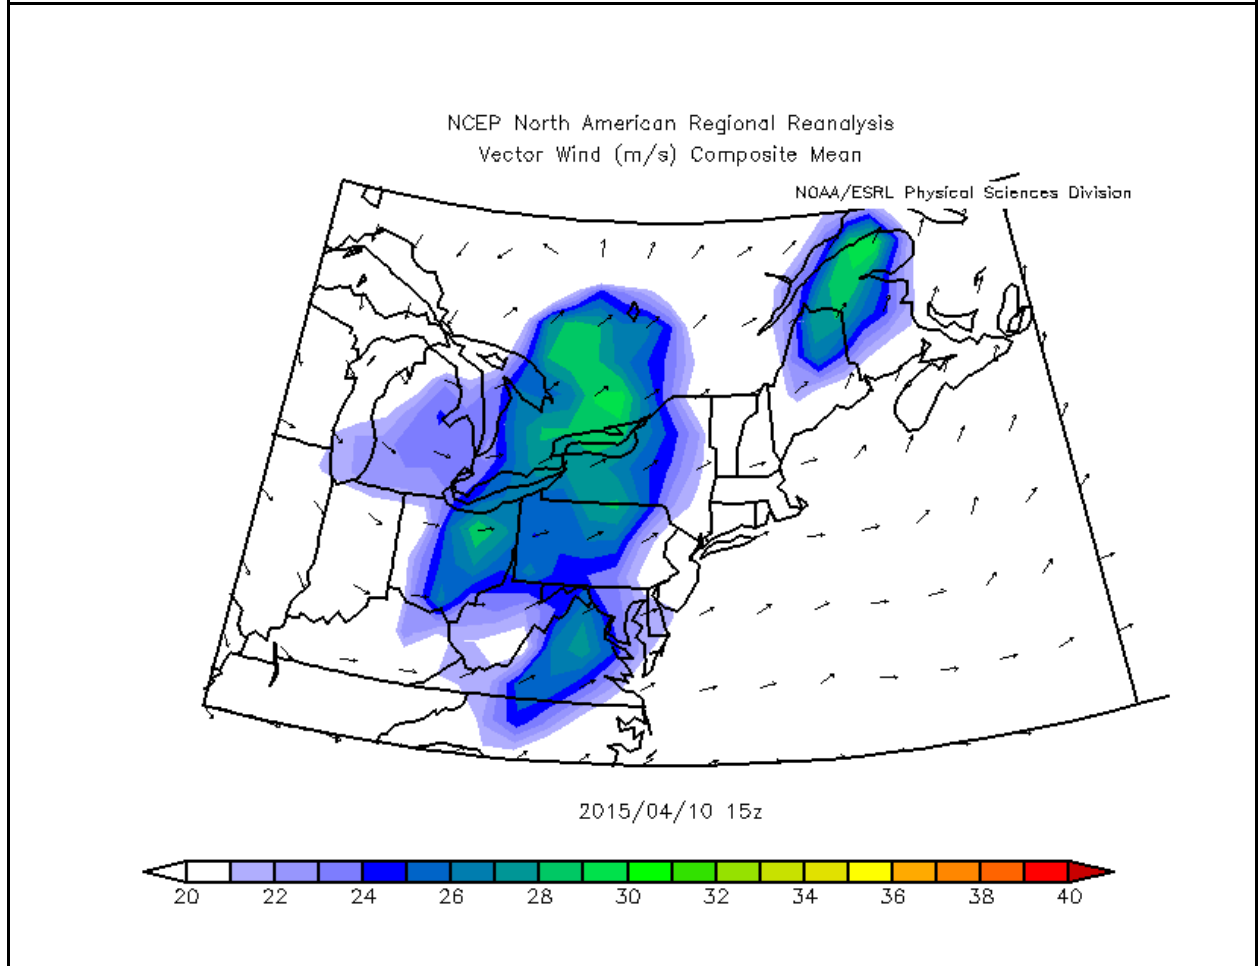 NCEP North American Regional Reanalysis
Vector Wind (m/s) Composite Mean
NOAA/ESRL Physical Sciences Division
2015/04/10 15z
20 22 24 26 28 30 32 34 36 38 40